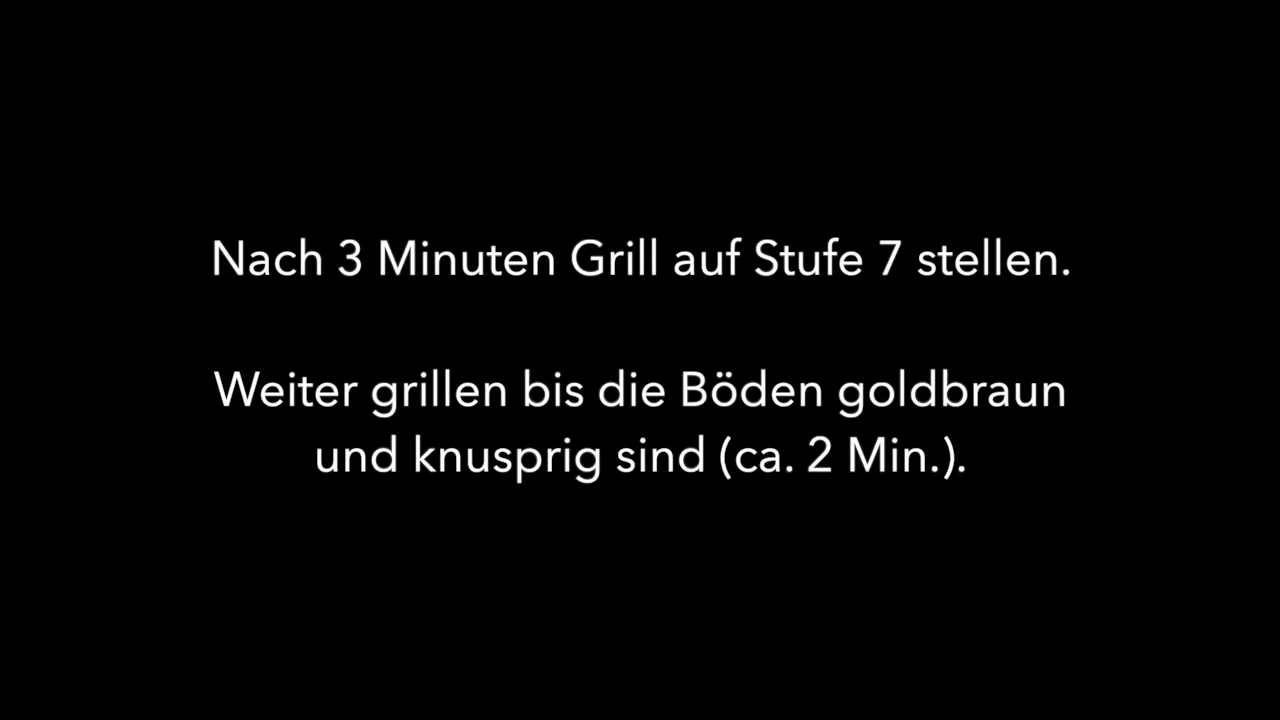 Nach 3 Minuten Grill auf Stufe 7 stellen.
Weiter grillen bis die Böden goldbraun
und knusprig sind (ca. 2 Min.).